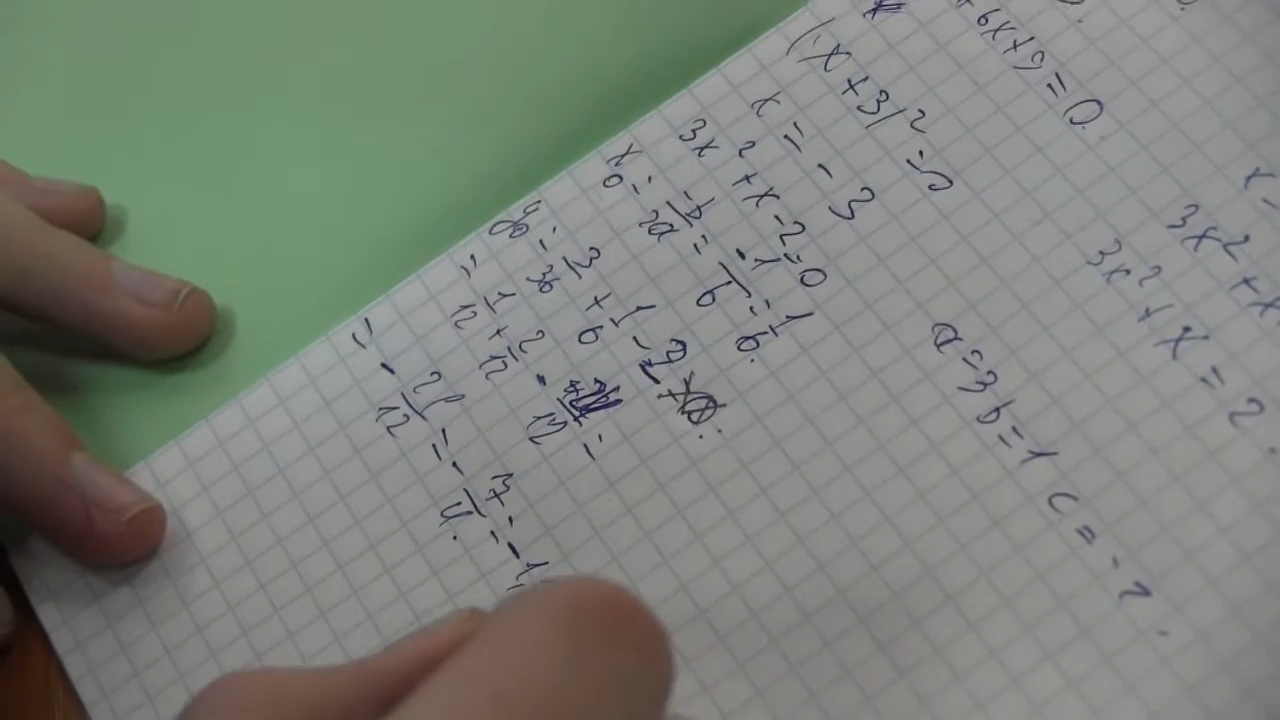 +6x+9=0.
(x+3)²=0
x=-3
3x²+x-2=0
x₀=-b/2a=-1/6=-1/6.
y₀=3/36+1/6-2
=1/12+2/12-
=-21/12=-7/4.=-1,
3x²+x
3x²+x=2.
a=3 b=1 c=-2.